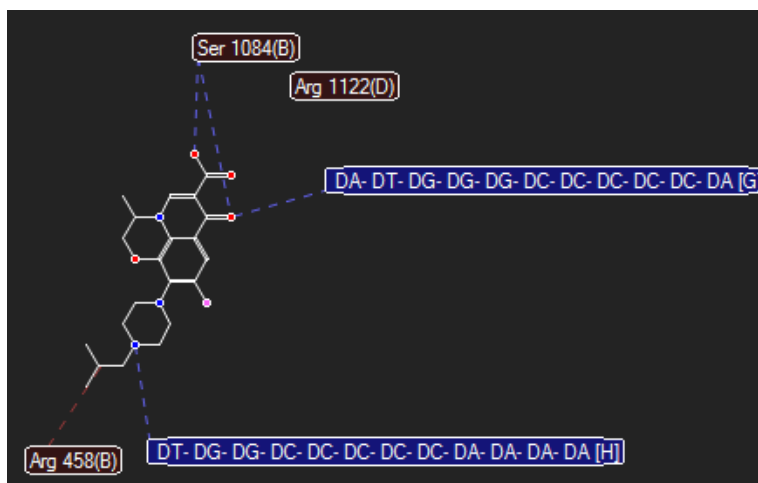 Ser 1084(B)
Arg 1122(D)
DA- DT- DG- DG- DG- DC- DC- DC- DC- DC- DA [G
Arg 458(B)
DT- DG- DG- DC- DC- DC- DC- DC- DA- DA- DA- DA [H]